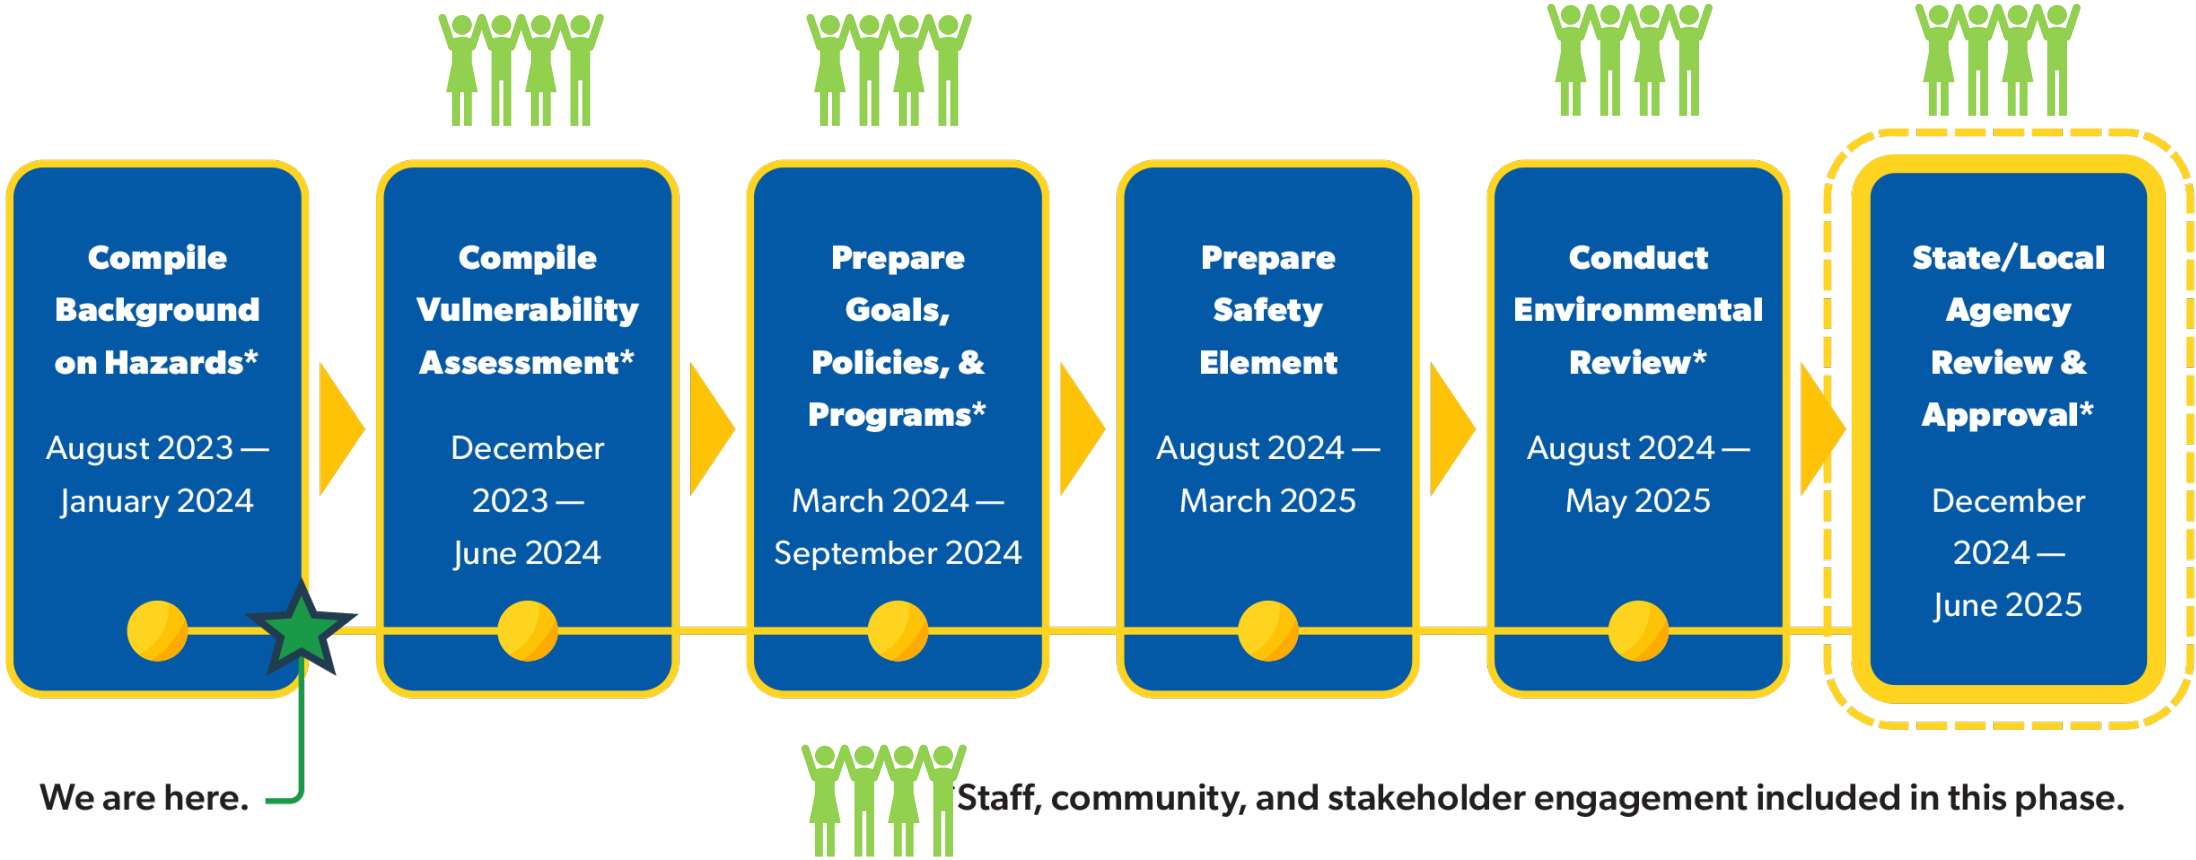 Compile
Background
on Hazards*
August 2023 —
January 2024
Compile
Vulnerability
Assessment*
December
2023 —
June 2024
Prepare
Goals,
Policies, &
Programs*
March 2024 —
September 2024
Prepare
Safety
Element
August 2024 —
March 2025
Conduct
Environmental
Review*
August 2024 —
May 2025
State/Local
Agency
Review &
Approval*
December
2024 —
June 2025
We are here.
Staff, community, and stakeholder engagement included in this phase.